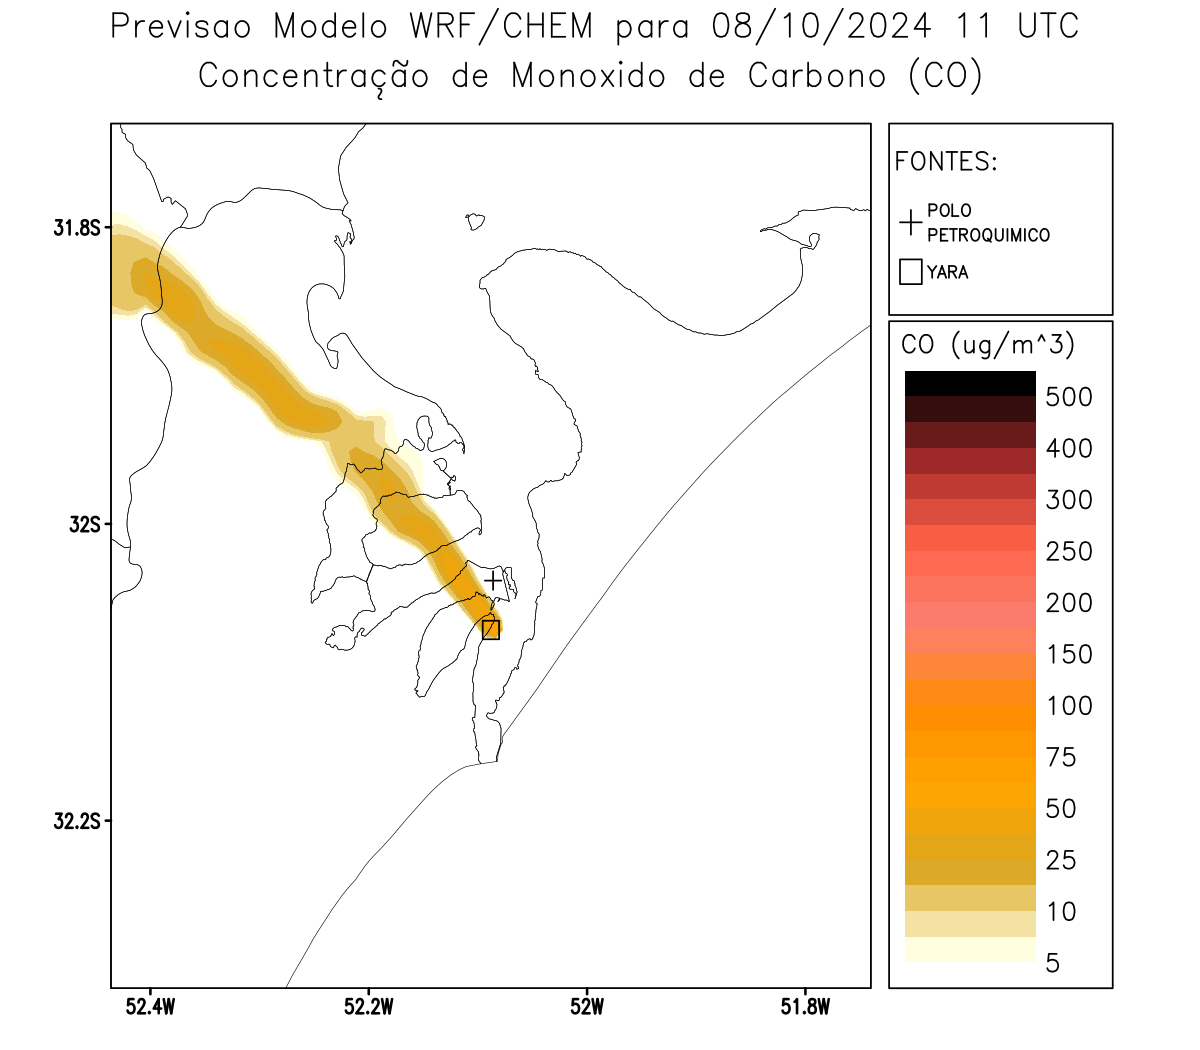 Previsao Modelo WRF/CHEM para 08/10/2024 11 UTC
Concentração de Monoxido de Carbono (CO)
FONTES:
POLO
PETROQUIMICO
YARA
31.8S
32S
32.2S
52.4W
52.2W
52W
51.8W
CO (ug/m^3)
500
400
300
250
200
150
100
75
50
25
10
5